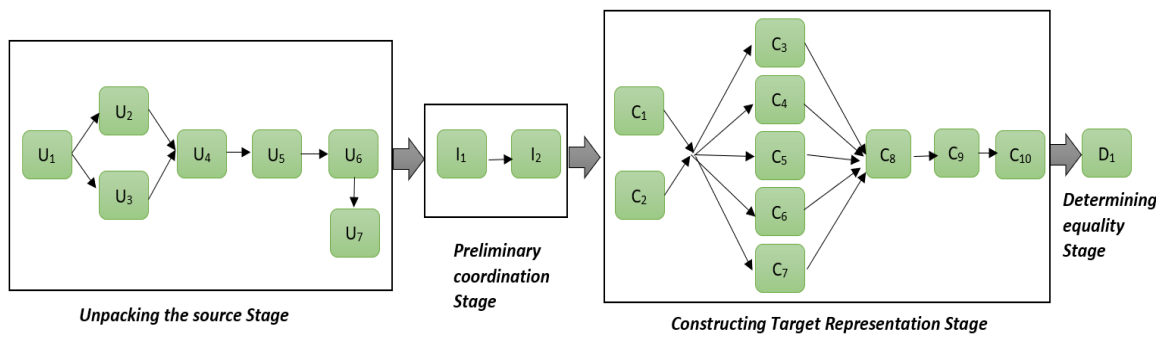 U1
U2
U3
U4
U5
U6
U7
Unpacking the source Stage
I1
I2
Preliminary
coordination
Stage
C1
C2
C3
C4
C5
C6
C7
C8
C9
C10
Constructing Target Representation Stage
D1
Determining
equality
Stage